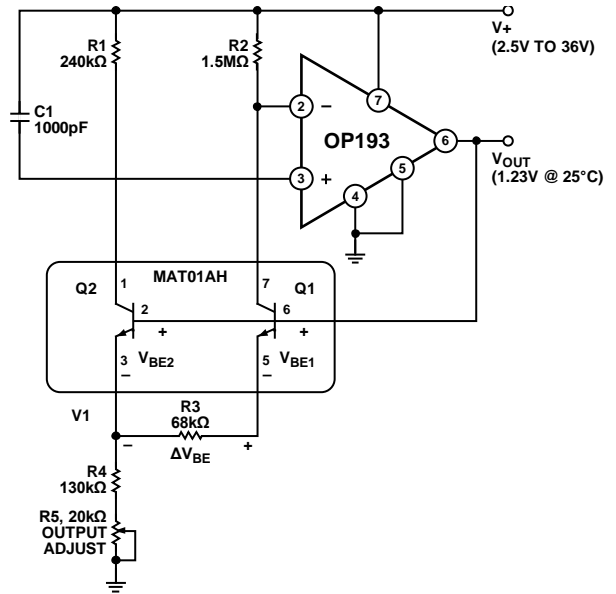 R1
240kΩ
R2
1.5MΩ
V+
(2.5V TO 36V)
C1
1000pF
2
−
7
OP193
6
3
+
5
4
VOUT
(1.23V @ 25°C)
MAT01AH
Q2
1
7
Q1
2
6
+
+
VBE2
VBE1
3
−
5
−
V1
R3
68kΩ
−
+
ΔVBE
R4
130kΩ
R5, 20kΩ
OUTPUT
ADJUST